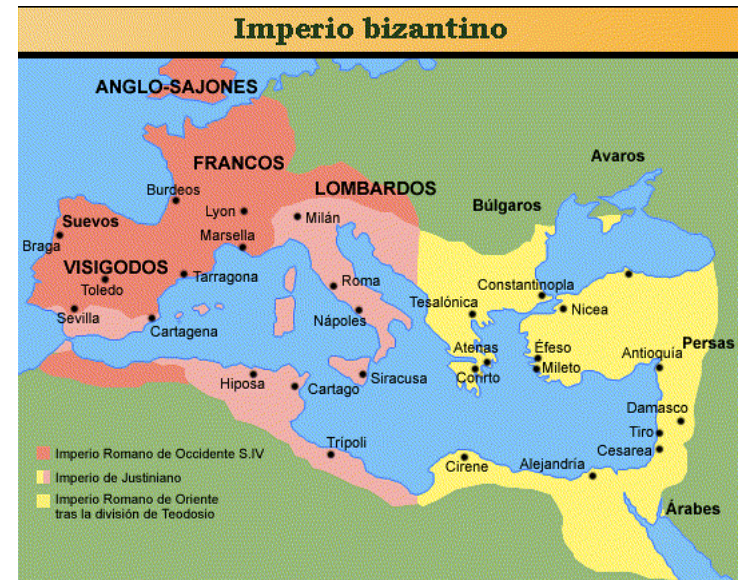 Imperio bizantino
ANGLO-SAJONES
Avaros
FRANCOS
Burdeos
LOMBARDOS
Búlgaros
Lyon
Milán
Suevos
Braga
Marsella
VISIGODOS
Toledo
Tarragona
Roma
Constantinopla
Tesalónica
Nicea
Sevilla
Cartagena
Nápoles
Persas
Atenas
Éfeso
Antioquía
Mileto
Corirto
Hiposa
Cartago
Siracusa
Damasco
Tiro
Cesarea
Trípoli
Cirene
Alejandría
Árabes
Imperio Romano de Occidente S.IV
Imperio de Justiniano
Imperio Romano de Oriente
tras la división de Teodosio